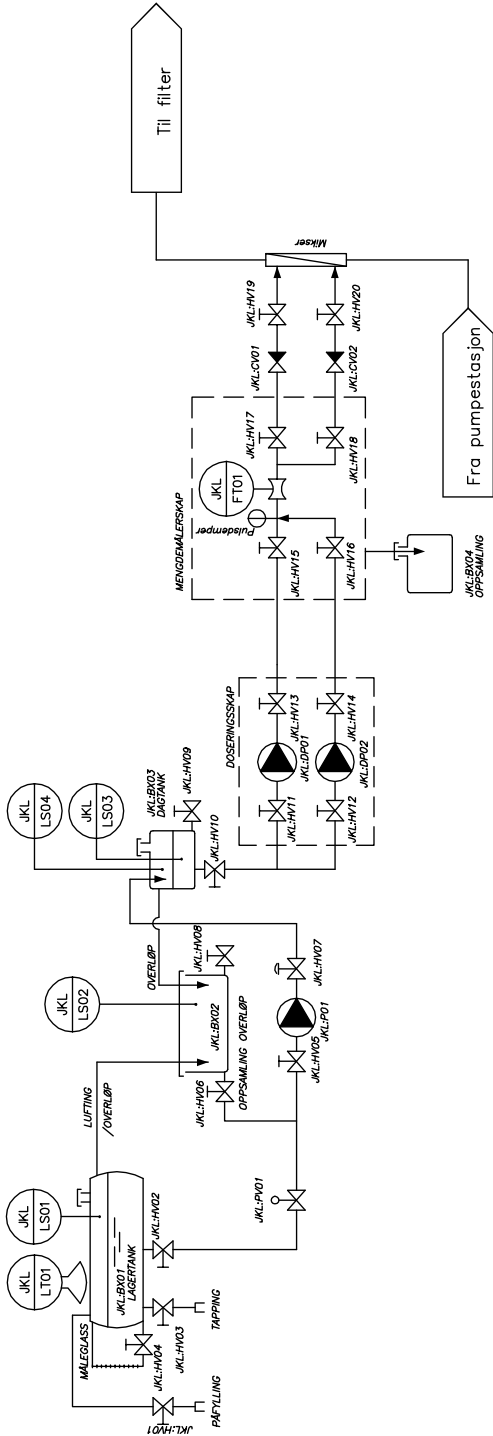 JKL:HV01
PÅFYLLING
MÅLEGLASS
JKL
LT01
JKL
LS01
JKL:BX01
LAGERTANK
JKL:HV04
JKL:HV03
TAPPING
JKL:HV02
LUFTING
/OVERLØP
JKL:PV01
JKL
LS02
JKL:HV06
JKL:BX02
OPPSAMLING OVERLØP
JKL:HV08
JKL:HV05
JKL:P01
JKL:HV07
OVERLØP
JKL
LS04
JKL
LS03
JKL:BX03
DAGTANK
JKL:HV09
JKL:HV10
DOSERINGSSKAP
JKL:HV11
JKL:DP01
JKL:HV13
JKL:HV12
JKL:DP02
JKL:HV14
MENGDEMÅLERSKAP
JKL:HV15
Pulsdemper
JKL
FT01
JKL:HV17
JKL:HV16
JKL:HV18
JKL:BX04
OPPSAMLING
JKL:CV01
JKL:HV19
JKL:CV02
JKL:HV20
Mikser
Til filter
Fra pumpestasjon